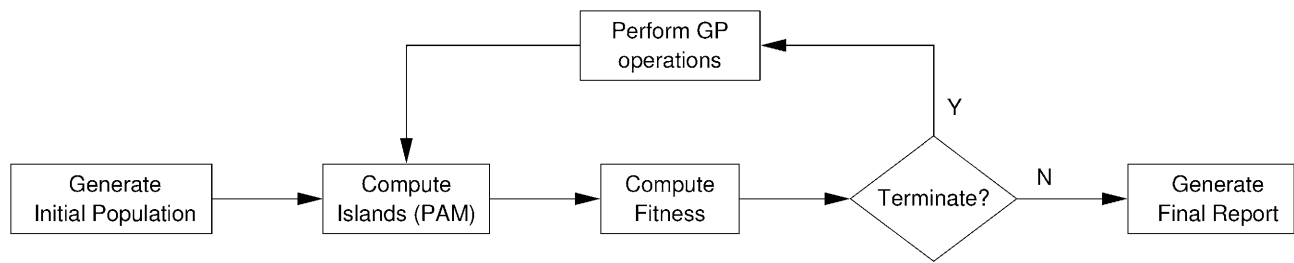 Perform GP
operations
Y
Generate
Initial Population
Compute
Islands (PAM)
Compute
Fitness
Terminate?
N
Generate
Final Report